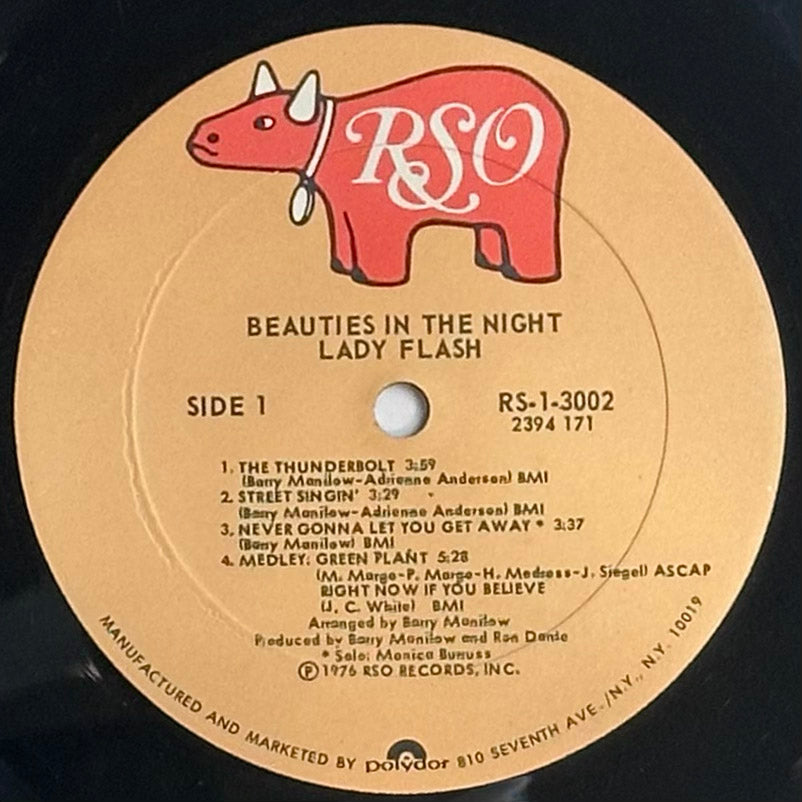 RSO
BEAUTIES IN THE NIGHT
LADY FLASH
SIDE 1
RS-1-3002
2394 171
1. THE THUNDERBOLT 3:59
(Barry Manilow-Adrienne Anderson) BMI
2. STREET SINGIN' 3:29
(Barry Manilow-Adrienne Anderson) BMI
3. NEVER GONNA LET YOU GET AWAY * 3:37
(Barry Manilow) BMI
4. MEDLEY: GREEN PLANT 5:28
(M. Margo-P. Margo-H. Medress-J. Siegel) ASCAP
RIGHT NOW IF YOU BELIEVE
(J. C. White) BMI
Arranged by Barry Manilow
Produced by Barry Manilow and Ron Dante
* Solo: Monica Burruss
Ⓟ 1976 RSO RECORDS, INC.
MANUFACTURED AND MARKETED BY polydor 810 SEVENTH AVE./N.Y., N.Y. 10019